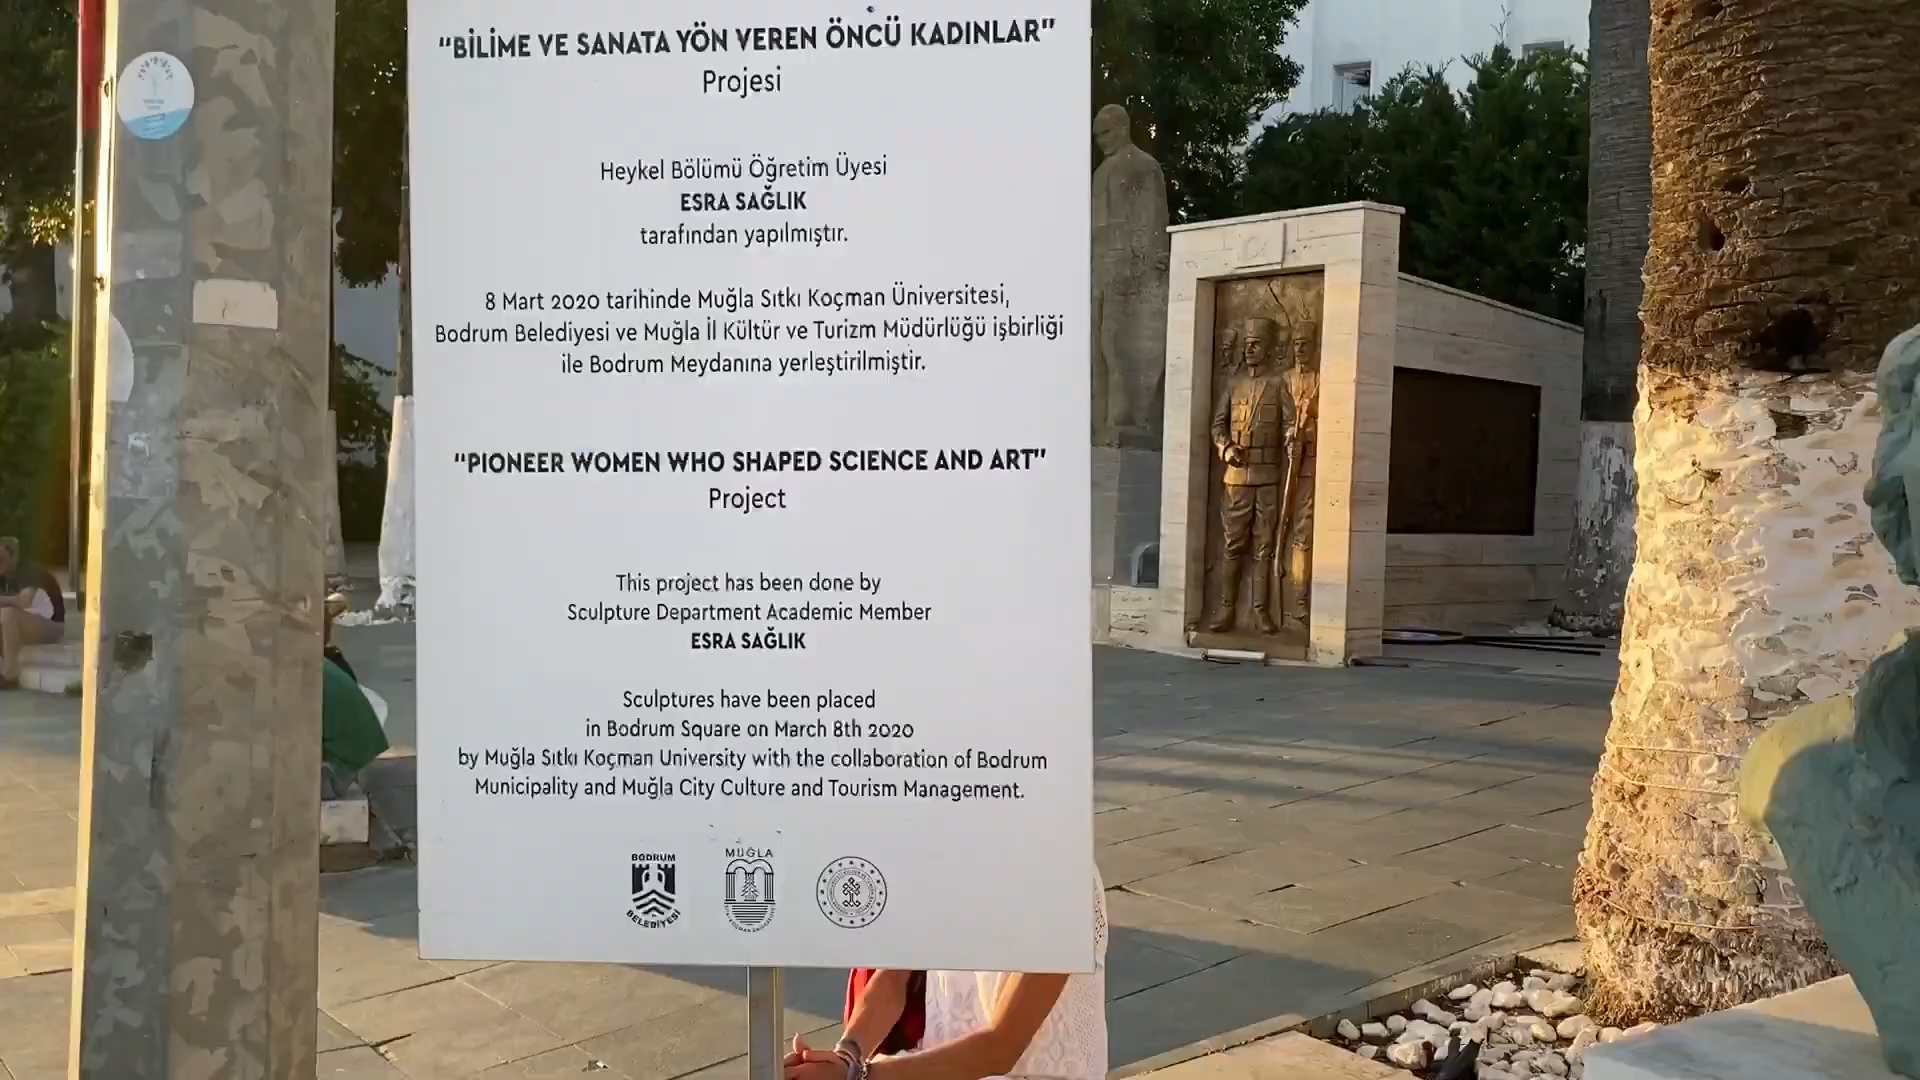 “BİLİME VE SANATA YÖN VEREN ÖNCÜ KADINLAR”
Projesi
Heykel Bölümü Öğretim Üyesi
ESRA SAĞLIK
tarafından yapılmıştır.
8 Mart 2020 tarihinde Muğla Sıtkı Koçman Üniversitesi,
Bodrum Belediyesi ve Muğla İl Kültür ve Turizm Müdürlüğü işbirliği
ile Bodrum Meydanına yerleştirilmiştir.
“PIONEER WOMEN WHO SHAPED SCIENCE AND ART”
Project
This project has been done by
Sculpture Department Academic Member
ESRA SAĞLIK
Sculptures have been placed
in Bodrum Square on March 8th 2020
by Muğla Sıtkı Koçman University with the collaboration of Bodrum
Municipality and Muğla City Culture and Tourism Management.
BODRUM
BELEDİYESİ
MUĞLA